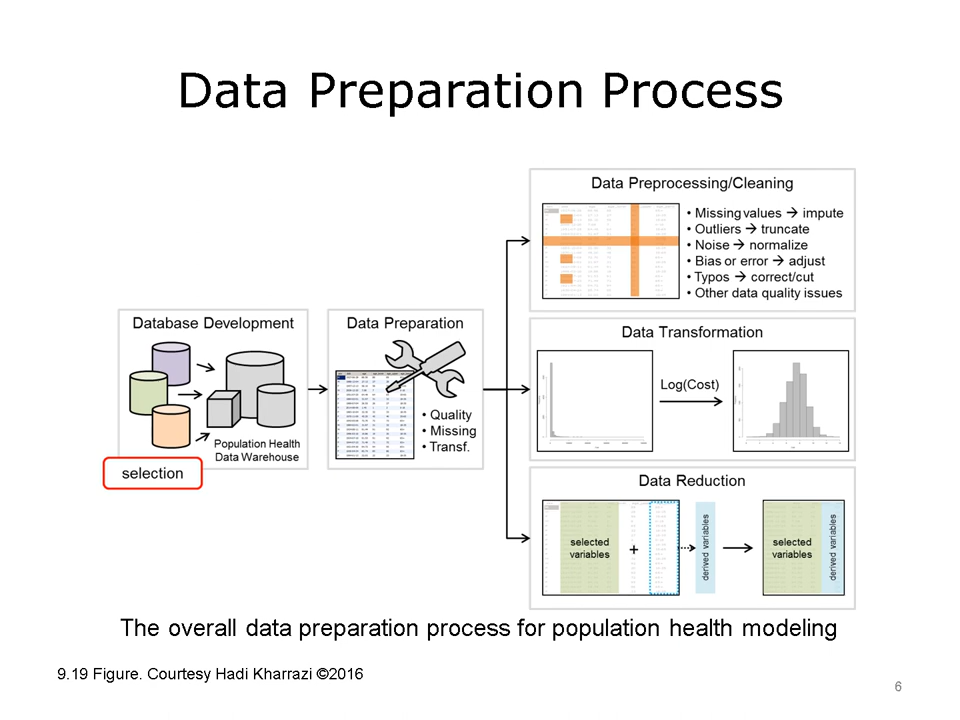 Data Preparation Process
Database Development
Population Health
Data Warehouse
selection
Data Preparation
• Quality
• Missing
• Transf.
Data Preprocessing/Cleaning
• Missing values → impute
• Outliers → truncate
• Noise → normalize
• Bias or error → adjust
• Typos → correct/cut
• Other data quality issues
Data Transformation
Log(Cost)
Data Reduction
selected
variables
+
derived variables
selected
variables
derived variables
The overall data preparation process for population health modeling
9.19 Figure. Courtesy Hadi Kharrazi ©2016
6